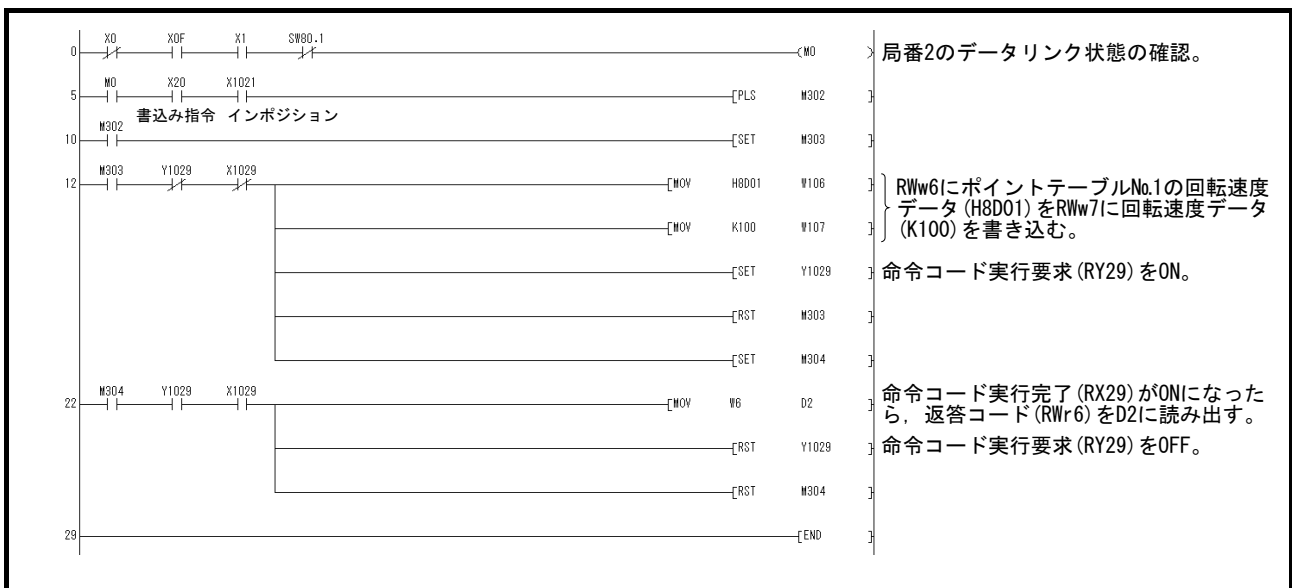 X0 X0F X1 SW80.1
0 (M0 > 局番2のデータリンク状態の確認。
M0 X20 X1021
5 [PLS M302 ]
書込み指令 インポジション
M302
10 [SET M303 ]
M303 Y1029 X1029
12 [MOV H8D01 W106 ] RWw6にポイントテーブル№1の回転速度
データ(H8D01)をRWw7に回転速度データ
[MOV K100 W107 ] (K100)を書き込む。
[SET Y1029 ] 命令コード実行要求(RY29)をON。
[RST M303 ]
[SET M304 ]
M304 Y1029 X1029
22 [MOV W6 D2 ] 命令コード実行完了(RX29)がONになった
ら,返答コード(RWr6)をD2に読み出す。
[RST Y1029 ] 命令コード実行要求(RY29)をOFF。
[RST M304 ]
29 [END ]